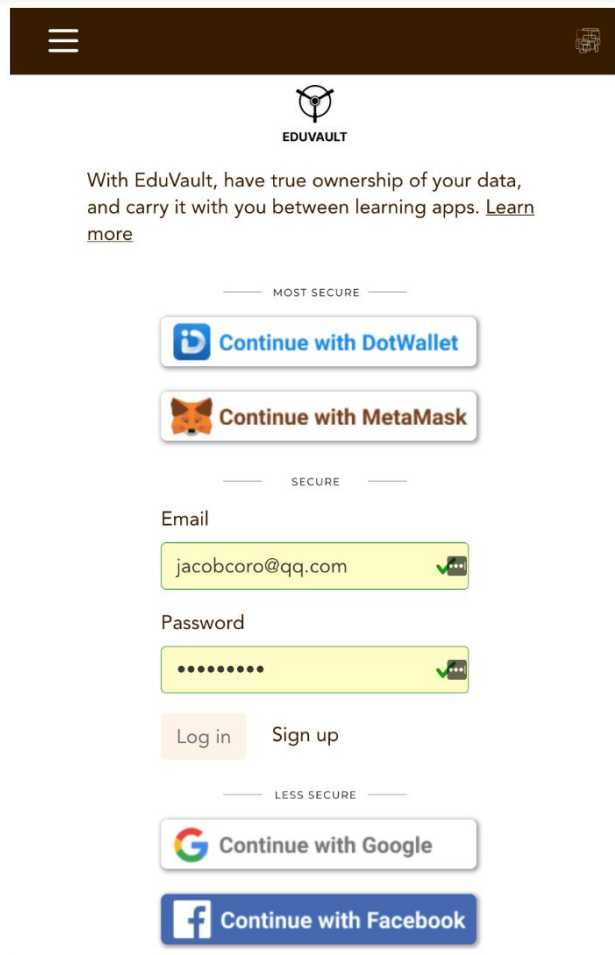 EDUVAULT
With EduVault, have true ownership of your data,
and carry it with you between learning apps. Learn
more
MOST SECURE
Continue with DotWallet
Continue with MetaMask
SECURE
Email
jacobcoro@qq.com
Password
•••••••••
Log in Sign up
LESS SECURE
Continue with Google
Continue with Facebook